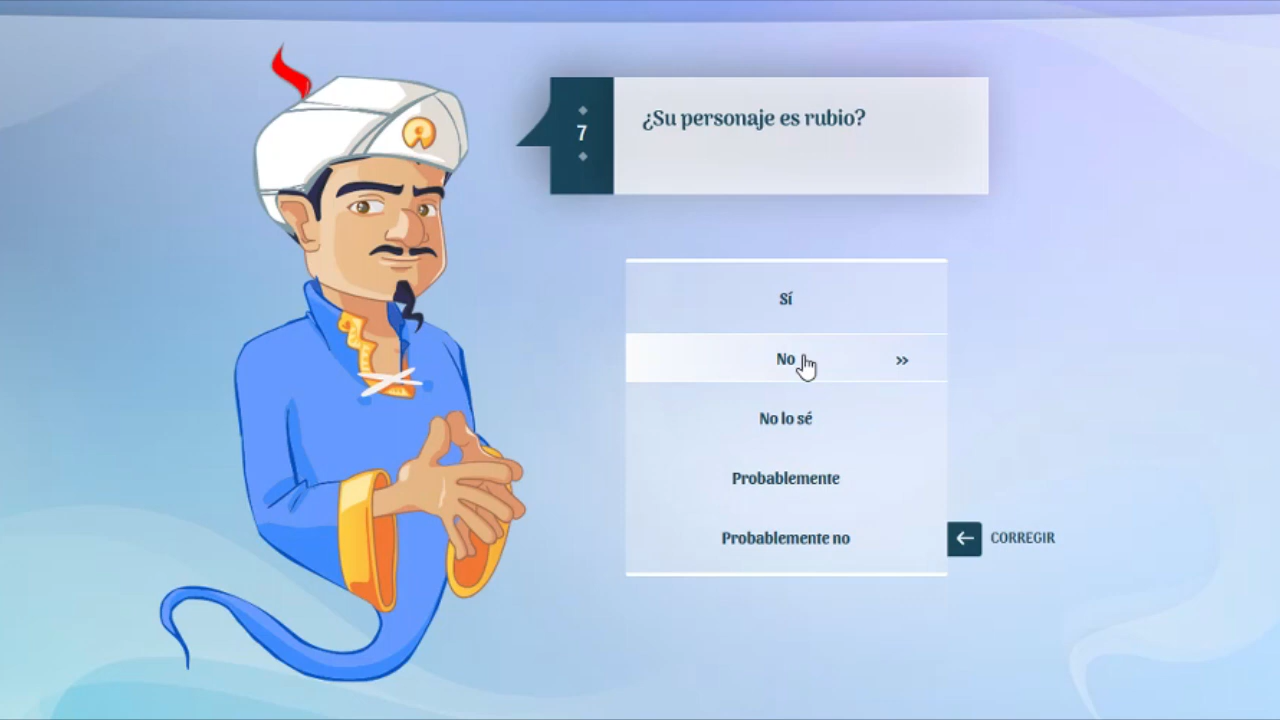 7
¿Su personaje es rubio?
Sí
No
No lo sé
Probablemente
Probablemente no
CORREGIR